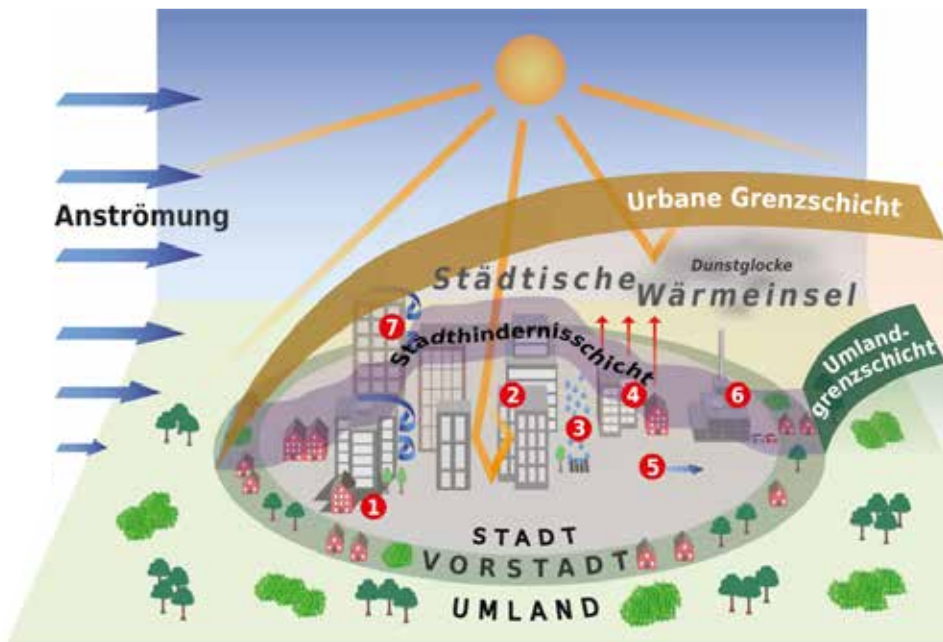 Anströmung
Urbane Grenzschicht
Städtische
Dunstglocke
Wärmeinsel
Stadthindernisschicht
Umland-
grenzschicht
7
2
4
6
3
5
1
STADT
VORSTADT
UMLAND